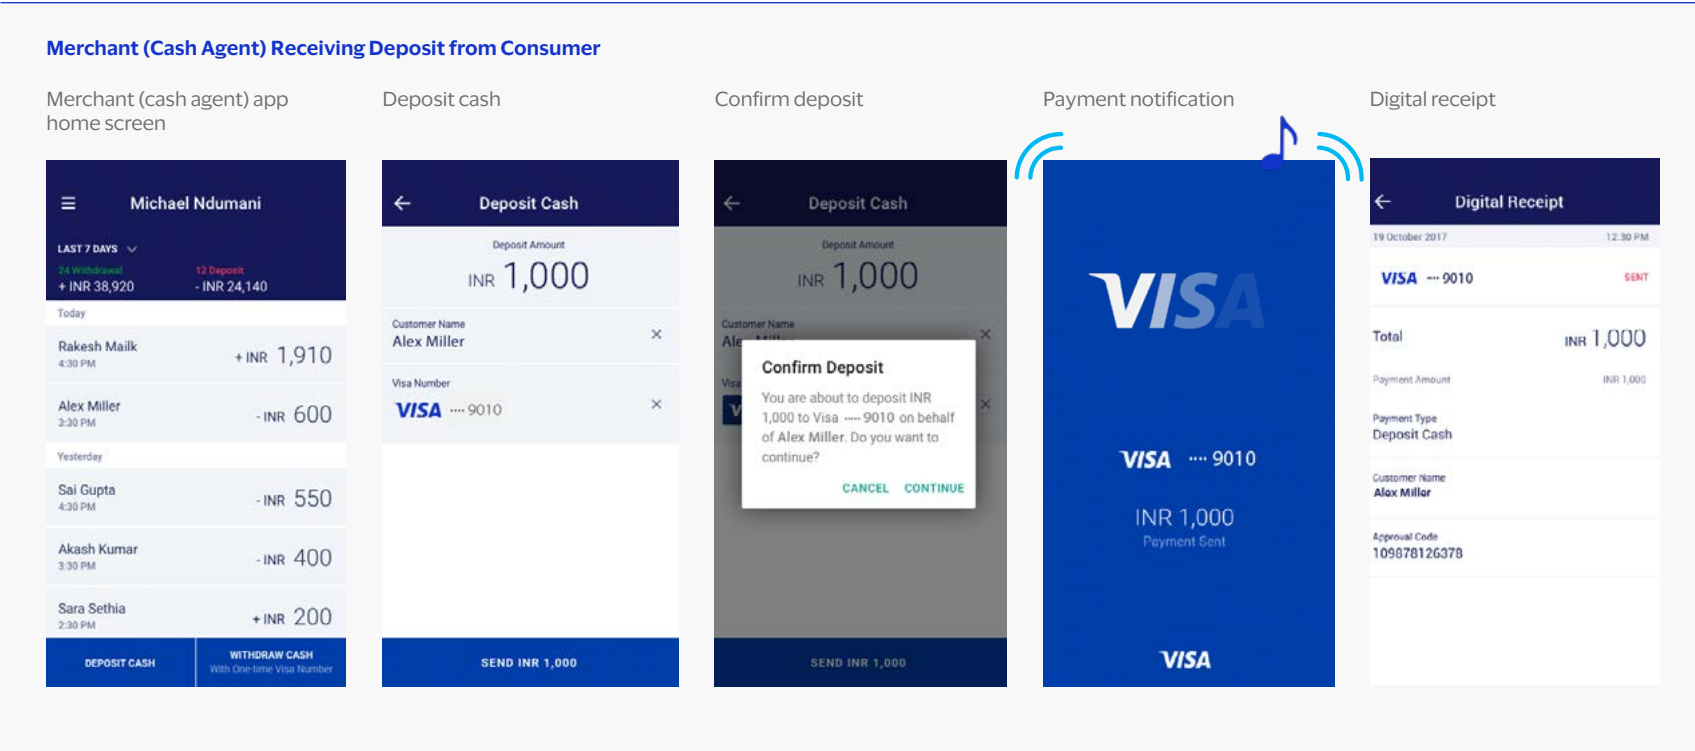 Merchant (Cash Agent) Receiving Deposit from Consumer
Merchant (cash agent) app
home screen
Michael Ndumani
LAST 7 DAYS
24 Withdrawal 12 Deposit
+ INR 38,920 - INR 24,140
Today
Rakesh Mailk
4:30 PM
+ INR 1,910
Alex Miller
3:30 PM
- INR 600
Yesterday
Sai Gupta
4:30 PM
- INR 550
Akash Kumar
3:30 PM
- INR 400
Sara Sethia
2:30 PM
+ INR 200
DEPOSIT CASH
WITHDRAW CASH
With One-time Visa Number
Deposit cash
Deposit Cash
Deposit Amount
INR 1,000
Customer Name
Alex Miller
Visa Number
VISA ···· 9010
SEND INR 1,000
Confirm deposit
Deposit Cash
Deposit Amount
INR 1,000
Customer Name
Confirm Deposit
You are about to deposit INR
1,000 to Visa ···· 9010 on behalf
of Alex Miller. Do you want to
continue?
CANCEL CONTINUE
SEND INR 1,000
Payment notification
VISA
VISA ···· 9010
INR 1,000
Payment Sent
VISA
Digital receipt
Digital Receipt
19 October 2017 12:30 PM
VISA ···· 9010 SENT
Total INR 1,000
Payment Amount INR 1,000
Payment Type
Deposit Cash
Customer Name
Alex Miller
Approval Code
109878126378